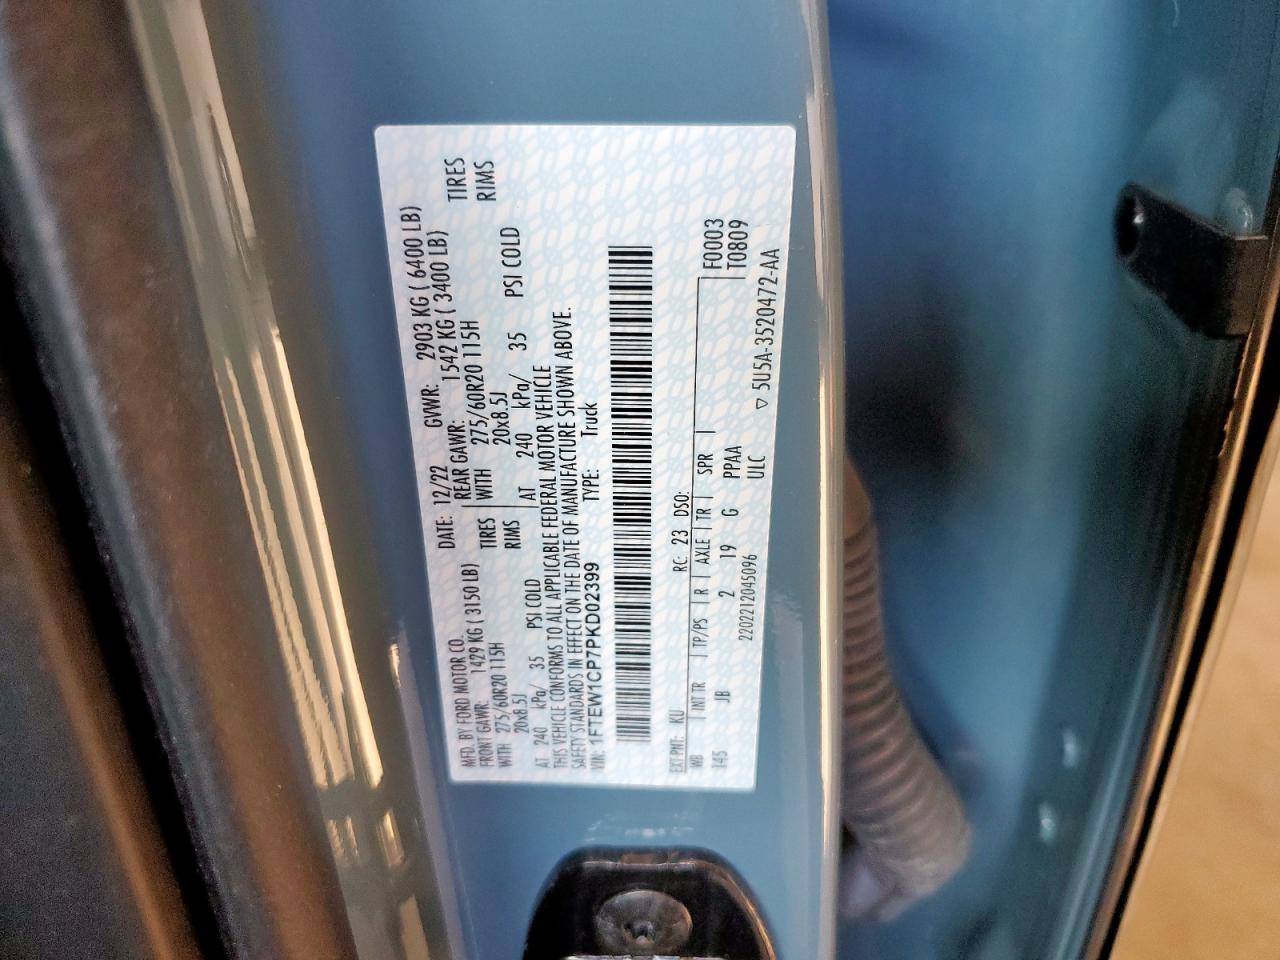 MFD. BY FORD MOTOR CO. DATE: 12/22 GVWR: 2903 KG ( 6400 LB)
FRONT GAWR: 1429 KG ( 3150 LB) REAR GAWR: 1542 KG ( 3400 LB)
WITH 275/60R20 115H TIRES WITH 275/60R20 115H TIRES
20x8.5J RIMS 20x8.5J RIMS
AT 240 kPa/ 35 PSI COLD AT 240 kPa/ 35 PSI COLD
THIS VEHICLE CONFORMS TO ALL APPLICABLE FEDERAL MOTOR VEHICLE
SAFETY STANDARDS IN EFFECT ON THE DATE OF MANUFACTURE SHOWN ABOVE.
VIN: 1FTEW1CP7PKD02399 TYPE: Truck
EXT PNT: KU RC: 23 DSO:
WB INT TR TP/PS R AXLE TR SPR F0003
145 JB 2 19 G PPAA T0809
2202212045096 ULC
▽ 5U5A-3520472-AA